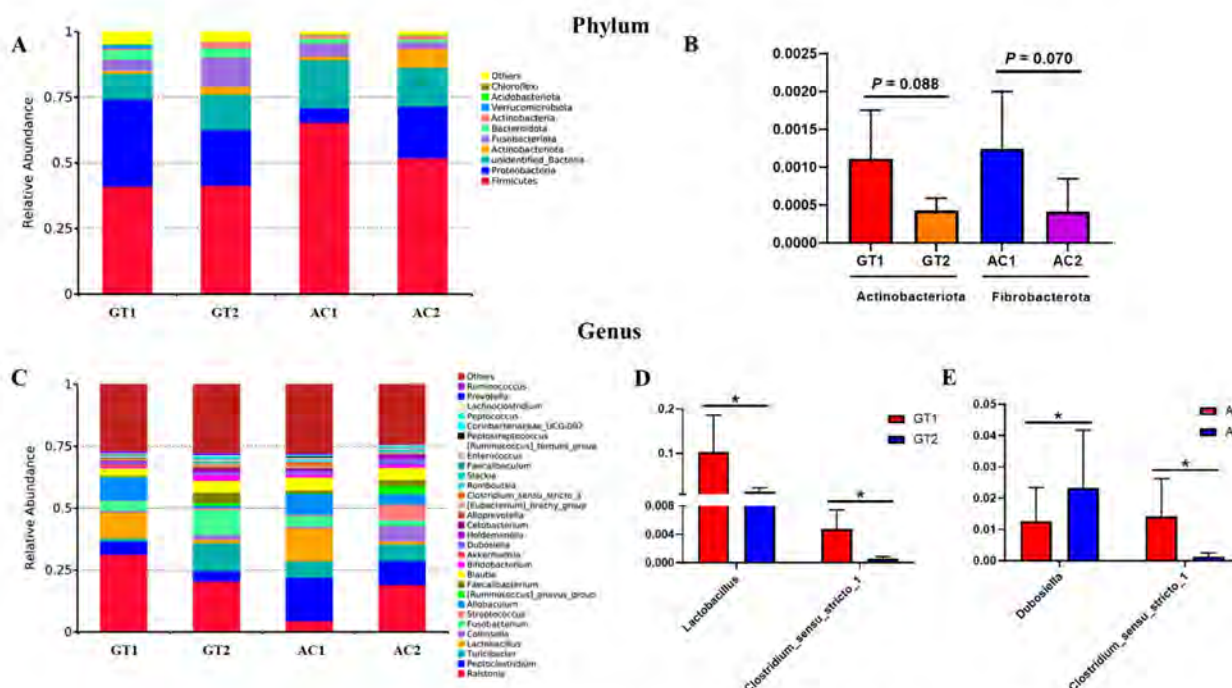 Phylum
A
Relative Abundance
1
0.75
0.5
0.25
0
GT1
GT2
AC1
AC2
Others
Chloroflexi
Acidobacteriota
Verrucomicrobiota
Actinobacteria
Bacteroidota
Fusobacteriota
Actinobacteriota
unidentified_Bacteria
Proteobacteria
Firmicutes
B
0.0025
0.0020
0.0015
0.0010
0.0005
0.0000
P = 0.088
P = 0.070
GT1
GT2
AC1
AC2
Actinobacteriota
Fibrobacterota
Genus
C
Relative Abundance
1
0.75
0.5
0.25
0
GT1
GT2
AC1
AC2
Others
Ruminococcus
Prevotella
Lachnoclostridium
Peptococcus
Coriobacteriaceae_UCG-002
Peptostreptococcus
[Ruminococcus]_torques_group
Enterococcus
Faecalibaculum
Slackia
Romboutsia
Clostridium_sensu_stricto_1
[Eubacterium]_brachy_group
Alloprevotella
Cetobacterium
Holdemanella
Dubosiella
Akkermansia
Bifidobacterium
Blautia
Faecalibacterium
[Ruminococcus]_gnavus_group
Allobaculum
Streptococcus
Fusobacterium
Collinsella
Lactobacillus
Turicibacter
Peptoclostridium
Ralstonia
D
0.2
0.1
0.008
0.004
0.000
*
*
GT1
GT2
Lactobacillus
Clostridium_sensu_stricto_1
E
0.05
0.04
0.03
0.02
0.01
0.00
*
*
A
A
Dubosiella
Clostridium_sensu_stricto_1